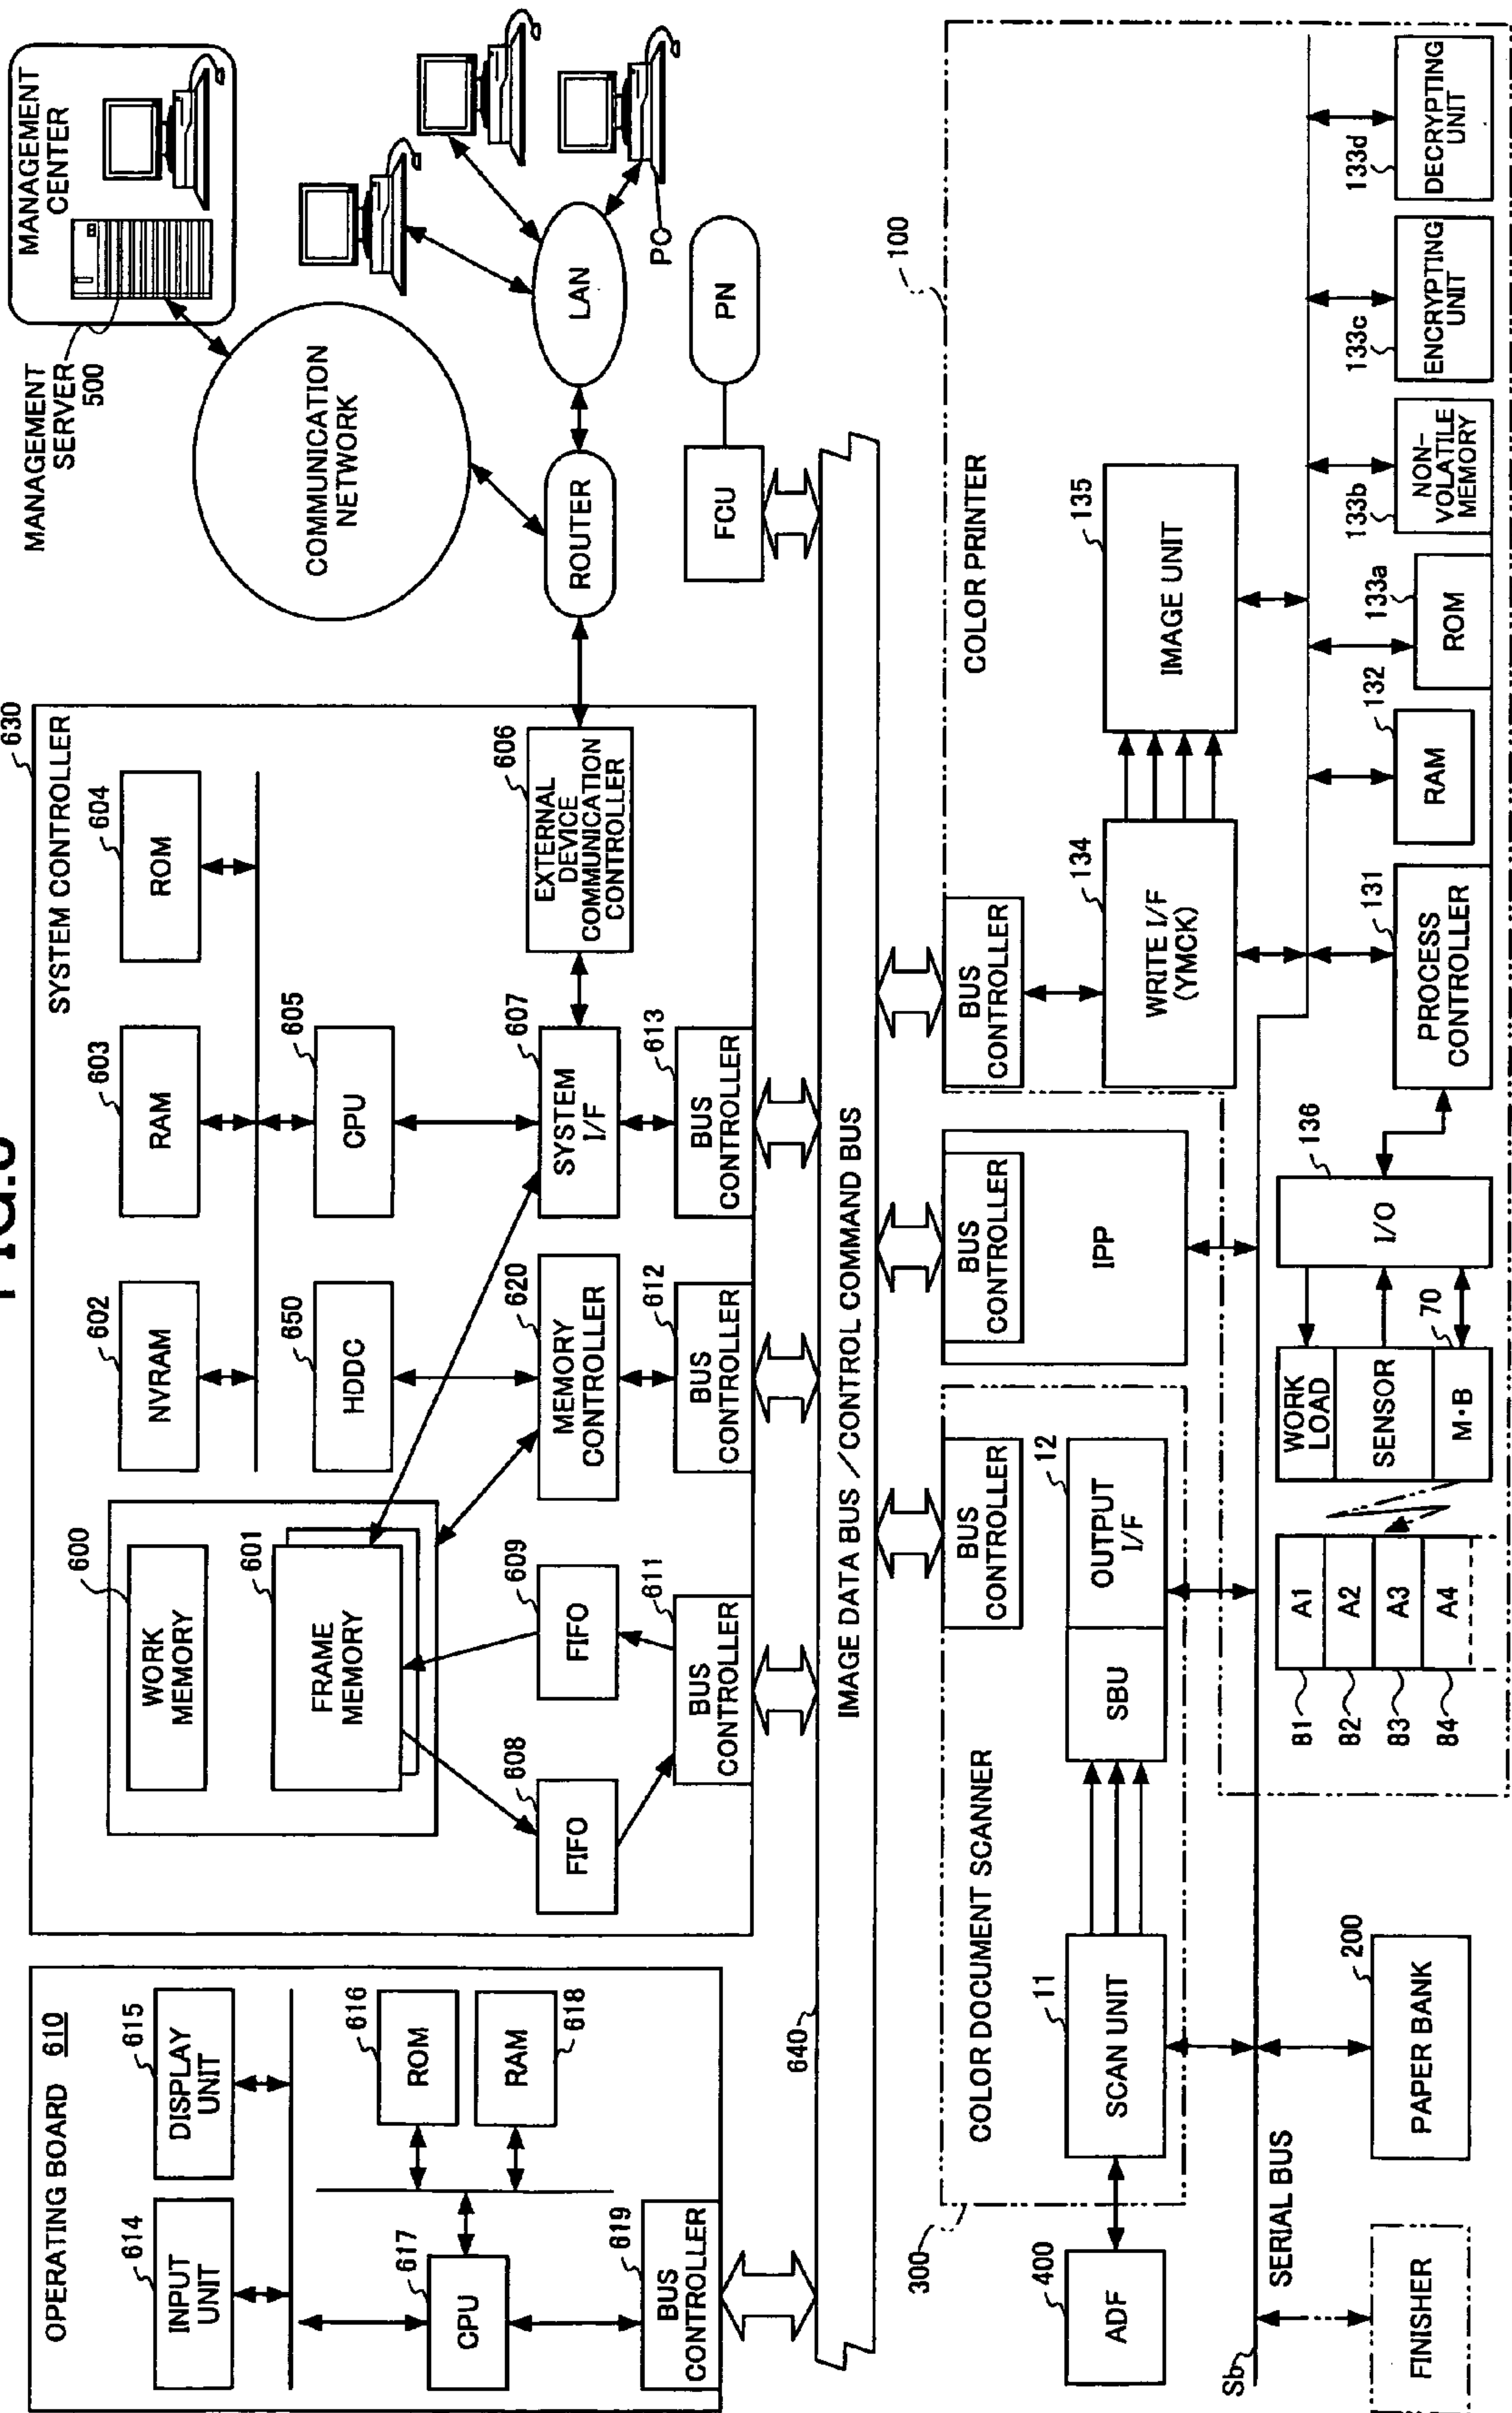 630
SYSTEM CONTROLLER
OPERATING BOARD 610
614
INPUT
UNIT
615
DISPLAY
UNIT
617
CPU
616
ROM
618
RAM
619
BUS
CONTROLLER
600
WORK
MEMORY
601
FRAME
MEMORY
608
FIFO
609
FIFO
611
BUS
CONTROLLER
602
NVRAM
650
HDDC
620
MEMORY
CONTROLLER
612
BUS
CONTROLLER
603
RAM
605
CPU
607
SYSTEM
I/F
613
BUS
CONTROLLER
604
ROM
606
EXTERNAL
DEVICE
COMMUNICATION
CONTROLLER
MANAGEMENT
SERVER
500
MANAGEMENT
CENTER
COMMUNICATION
NETWORK
ROUTER
LAN
PC
FCU
PN
640
IMAGE DATA BUS /CONTROL COMMAND BUS
300
COLOR DOCUMENT SCANNER
400
ADF
11
SCAN UNIT
SBU
12
OUTPUT
I/F
BUS
CONTROLLER
BUS
CONTROLLER
IPP
100
COLOR PRINTER
BUS
CONTROLLER
134
WRITE I/F
(YMCK)
135
IMAGE UNIT
Sb
SERIAL BUS
FINISHER
200
PAPER BANK
81
A1
82
A2
83
A3
84
A4
WORK
LOAD
SENSOR
70
M·B
136
I/O
131
PROCESS
CONTROLLER
132
RAM
133a
ROM
133b
NON-
VOLATILE
MEMORY
133c
ENCRYPTING
UNIT
133d
DECRYPTING
UNIT